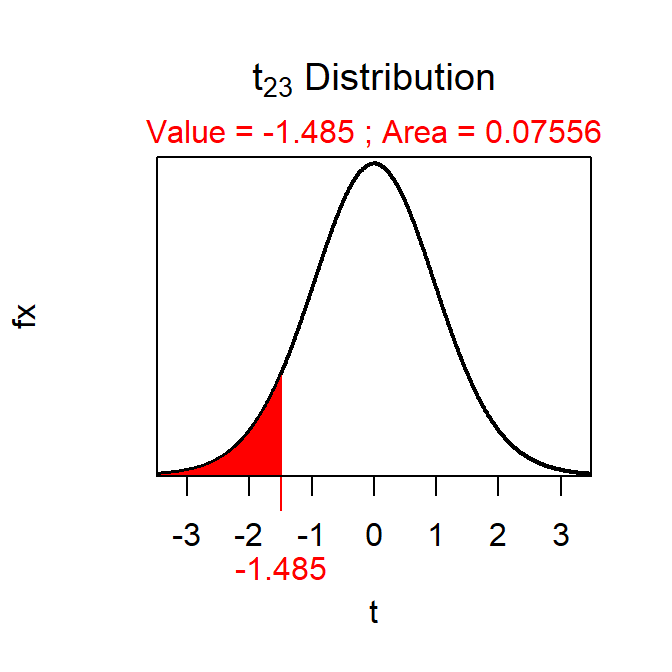 t₂₃ Distribution
Value = -1.485 ; Area = 0.07556
fx
-3 -2 -1 0 1 2 3
-1.485
t